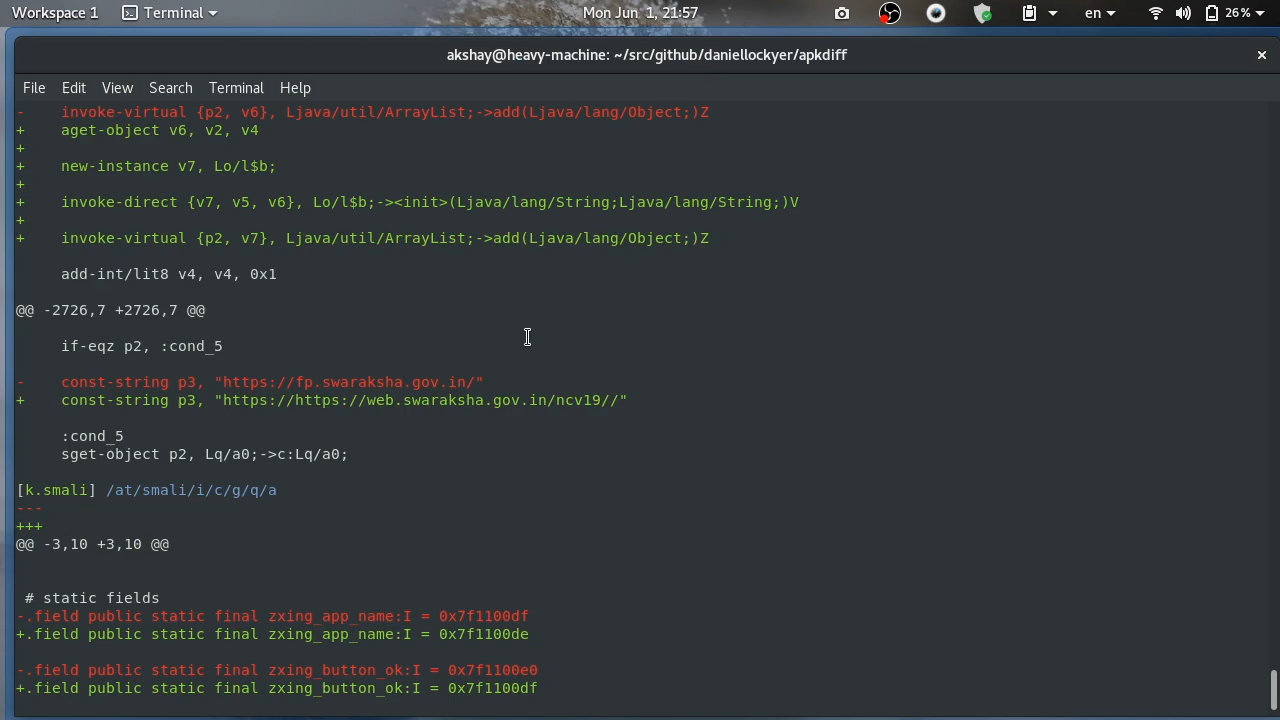 Workspace 1 Terminal Mon Jun 1, 21:57 en 26%
akshay@heavy-machine: ~/src/github/daniellockyer/apkdiff ×
File Edit View Search Terminal Help
-    invoke-virtual {p2, v6}, Ljava/util/ArrayList;->add(Ljava/lang/Object;)Z
+    aget-object v6, v2, v4
+
+    new-instance v7, Lo/l$b;
+
+    invoke-direct {v7, v5, v6}, Lo/l$b;-><init>(Ljava/lang/String;Ljava/lang/String;)V
+
+    invoke-virtual {p2, v7}, Ljava/util/ArrayList;->add(Ljava/lang/Object;)Z
     add-int/lit8 v4, v4, 0x1
@@ -2726,7 +2726,7 @@
     if-eqz p2, :cond_5
-    const-string p3, "https://fp.swaraksha.gov.in/"
+    const-string p3, "https://https://web.swaraksha.gov.in/ncv19//"
     :cond_5
     sget-object p2, Lq/a0;->c:Lq/a0;
[k.smali] /at/smali/i/c/g/q/a
---
+++
@@ -3,10 +3,10 @@
 # static fields
-.field public static final zxing_app_name:I = 0x7f1100df
+.field public static final zxing_app_name:I = 0x7f1100de
-.field public static final zxing_button_ok:I = 0x7f1100e0
+.field public static final zxing_button_ok:I = 0x7f1100df